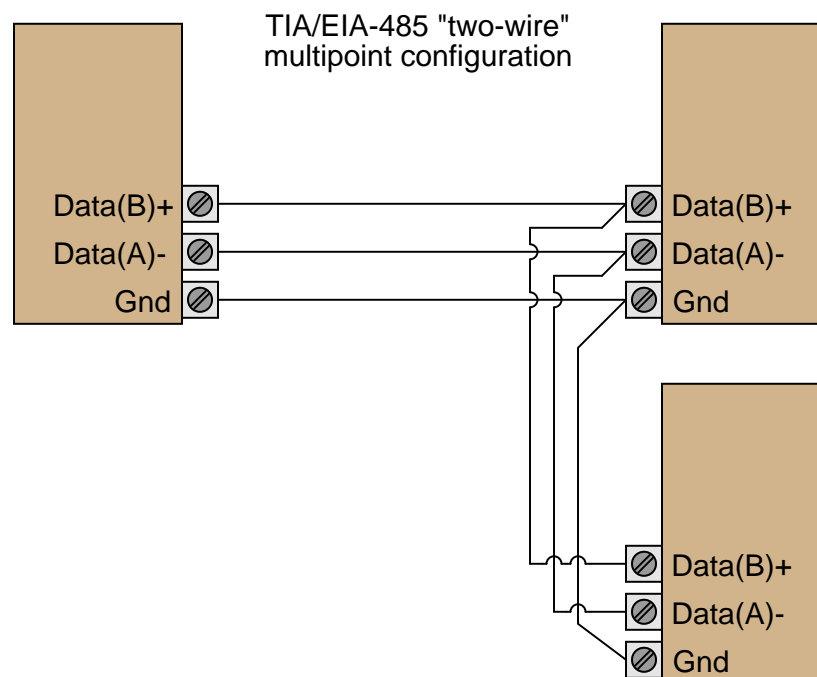 TIA/EIA-485 "two-wire"
multipoint configuration
Data(B)+
Data(A)-
Gnd
Data(B)+
Data(A)-
Gnd
Data(B)+
Data(A)-
Gnd